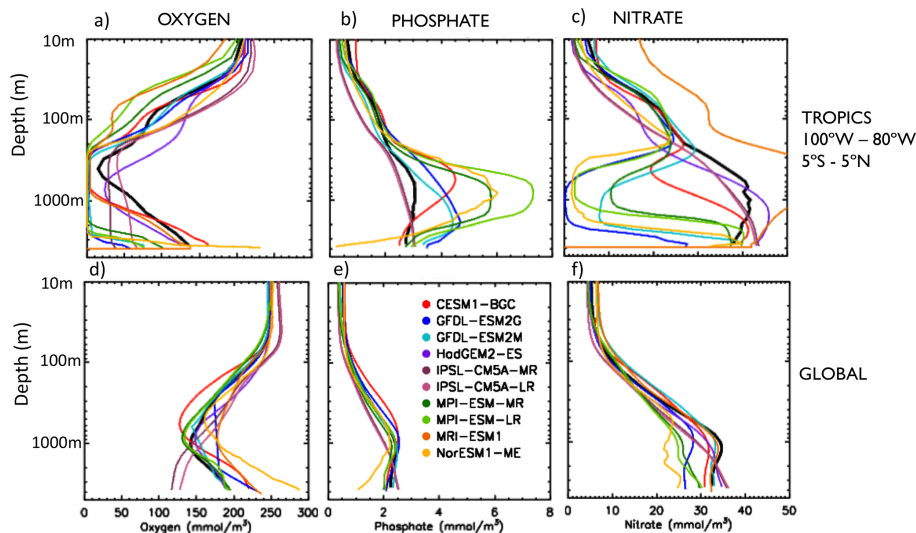 a) OXYGEN
b) PHOSPHATE
c) NITRATE
10m
100m
1000m
Depth (m)
TROPICS
100°W – 80°W
5°S - 5°N
d)
e)
f)
10m
100m
1000m
Depth (m)
CESM1-BGC
GFDL-ESM2G
GFDL-ESM2M
HadGEM2-ES
IPSL-CM5A-MR
IPSL-CM5A-LR
MPI-ESM-MR
MPI-ESM-LR
MRI-ESM1
NorESM1-ME
GLOBAL
0 50 100 150 200 250 300
Oxygen (mmol/m³)
0 2 4 6 8
Phosphate (mmol/m³)
0 10 20 30 40 50
Nitrate (mmol/m³)